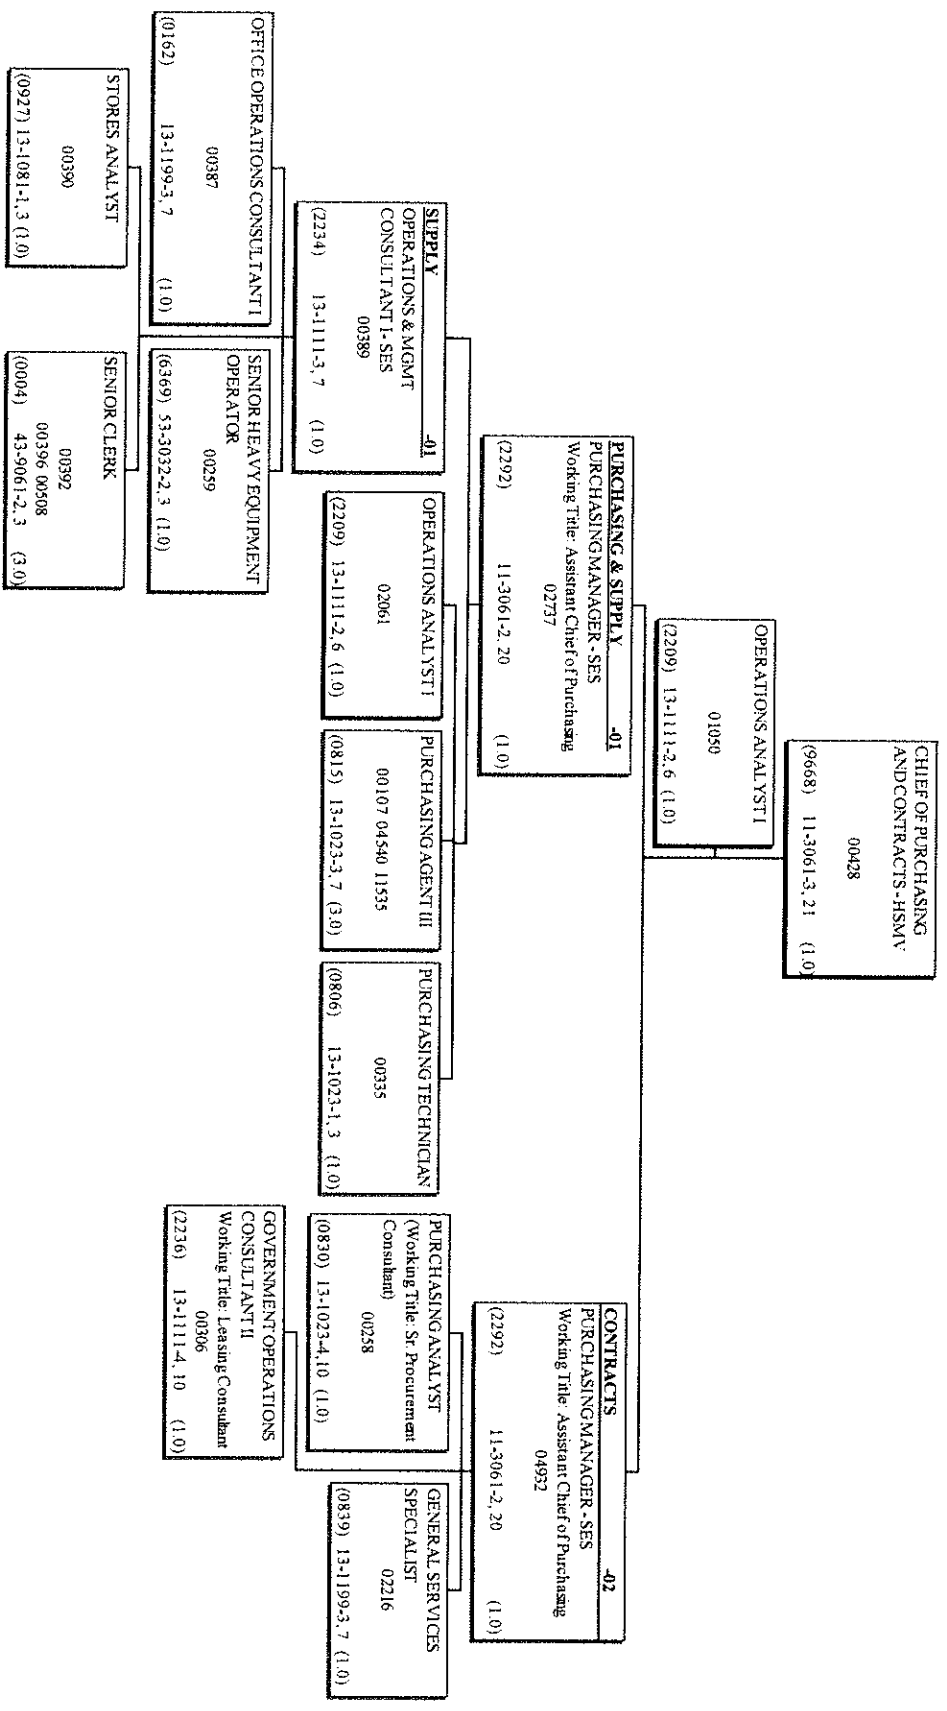 CHIEF OF PURCHASING
AND CONTRACTS - HSMV
00428
(9668) 11-3061-3, 21 (1.0)
OPERATIONS ANALYST I
01050
(2209) 13-1111-2, 6 (1.0)
PURCHASING & SUPPLY -01
PURCHASING MANAGER - SES
Working Title: Assistant Chief of Purchasing
02737
(2292) 11-3061-2, 20 (1.0)
CONTRACTS -02
PURCHASING MANAGER - SES
Working Title: Assistant Chief of Purchasing
04932
(2292) 11-3061-2, 20 (1.0)
SUPPLY -01
OPERATIONS & MGMT
CONSULTANT I - SES
00389
(2234) 13-1111-3, 7 (1.0)
OPERATIONS ANALYST I
02061
(2209) 13-1111-2, 6 (1.0)
PURCHASING AGENT III
00107 04540 11535
(0815) 13-1023-3, 7 (3.0)
PURCHASING TECHNICIAN
00335
(0806) 13-1023-1, 3 (1.0)
PURCHASING ANALYST
(Working Title: Sr. Procurement
Consultant)
00258
(0830) 13-1023-4, 10 (1.0)
GENERAL SERVICES
SPECIALIST
02216
(0839) 13-1199-3, 7 (1.0)
OFFICE OPERATIONS CONSULTANT I
00387
(0162) 13-1199-3, 7 (1.0)
SENIOR HEAVY EQUIPMENT
OPERATOR
00259
(6369) 53-3032-2, 3 (1.0)
GOVERNMENT OPERATIONS
CONSULTANT II
Working Title: Leasing Consultant
00306
(2236) 13-1111-4, 10 (1.0)
STORES ANALYST
00390
(0927) 13-1081-1, 3 (1.0)
SENIOR CLERK
00392
00396 00508
(0004) 43-9061-2, 3 (3.0)